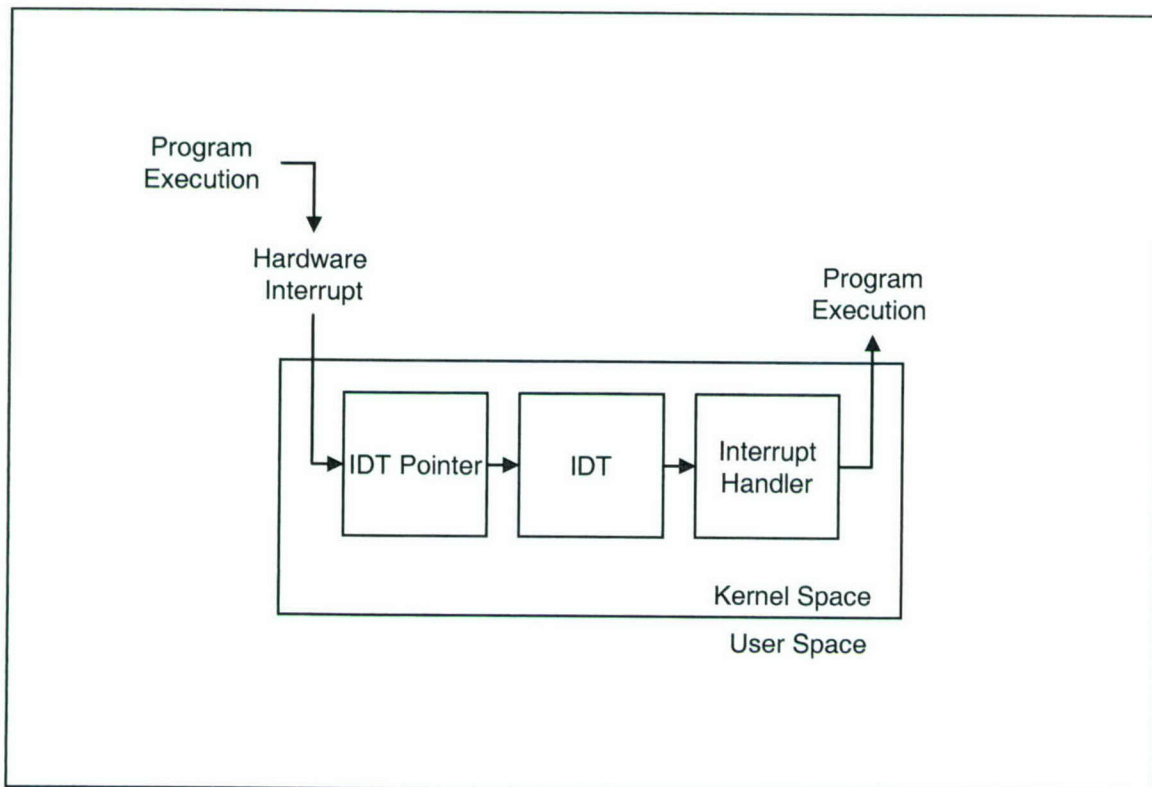 Program
Execution
Hardware
Interrupt
Program
Execution
IDT Pointer
IDT
Interrupt
Handler
Kernel Space
User Space